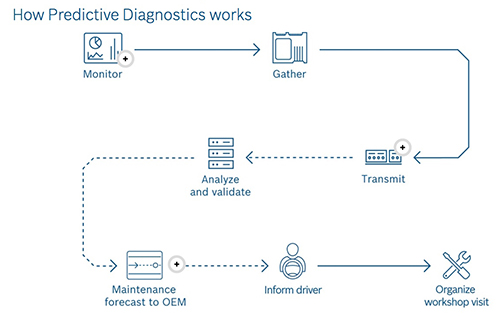 How Predictive Diagnostics works
Monitor
Gather
Analyze
and validate
Transmit
Maintenance
forecast to OEM
Inform driver
Organize
workshop visit